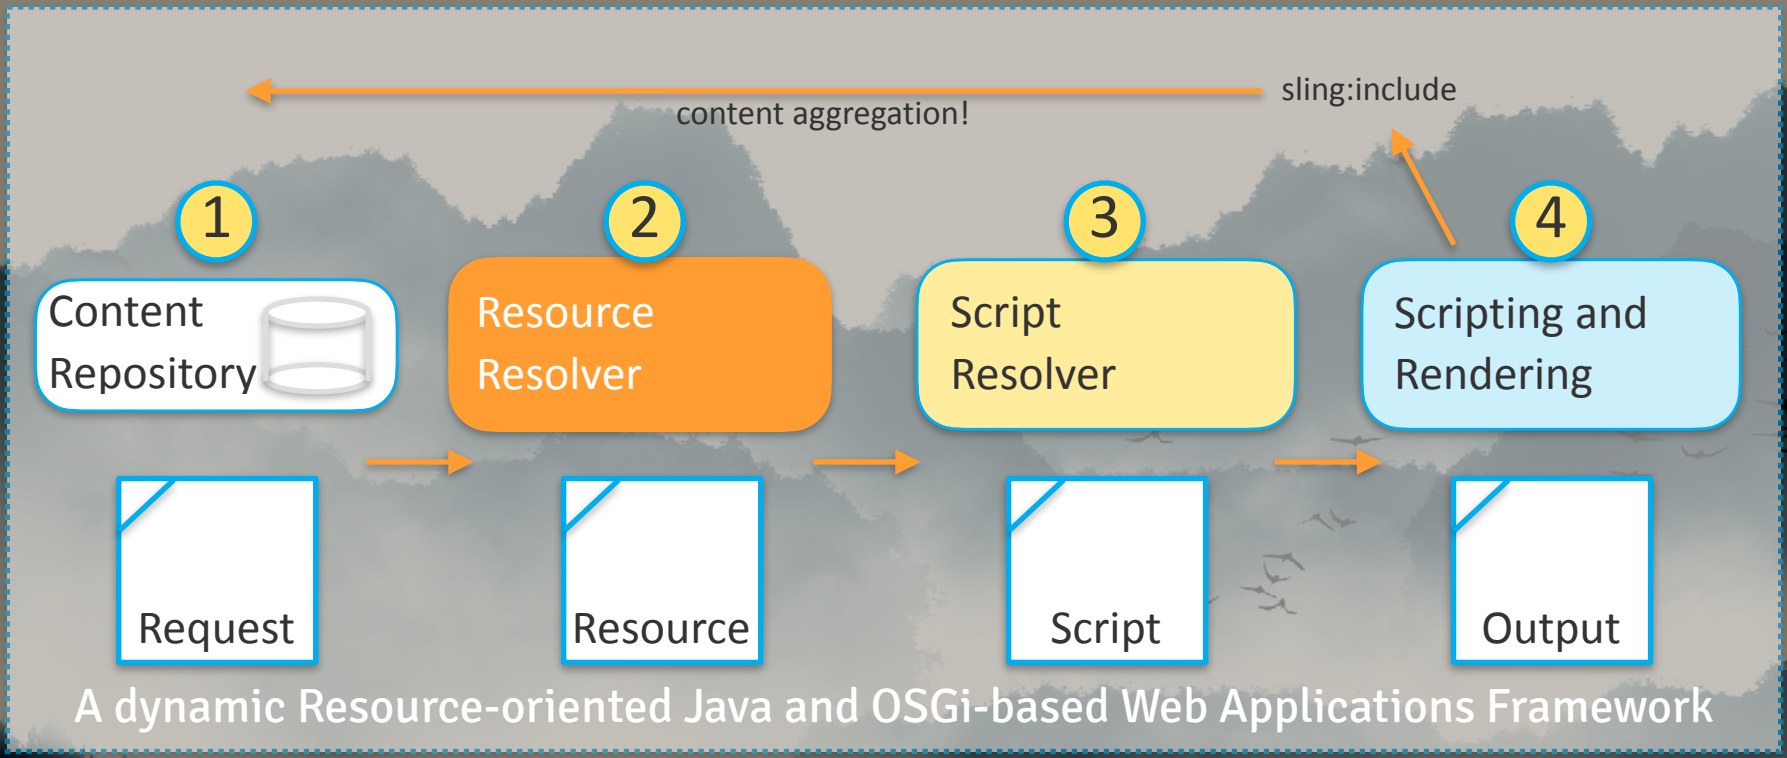 sling:include
content aggregation!
1
2
3
4
Content
Repository
Resource
Resolver
Script
Resolver
Scripting and
Rendering
Request
Resource
Script
Output
A dynamic Resource-oriented Java and OSGi-based Web Applications Framework